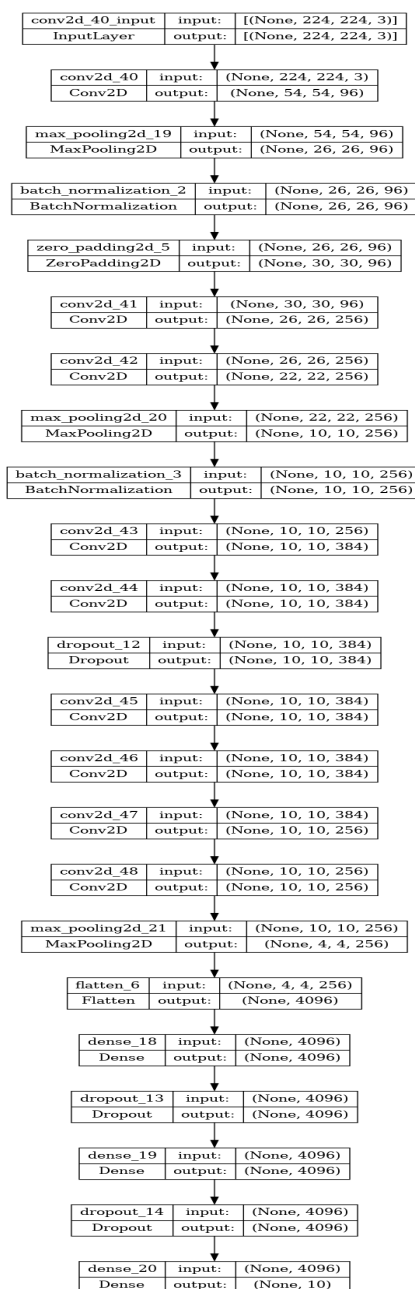 conv2d_40_input input: [(None, 224, 224, 3)]
InputLayer output: [(None, 224, 224, 3)]
conv2d_40 input: (None, 224, 224, 3)
Conv2D output: (None, 54, 54, 96)
max_pooling2d_19 input: (None, 54, 54, 96)
MaxPooling2D output: (None, 26, 26, 96)
batch_normalization_2 input: (None, 26, 26, 96)
BatchNormalization output: (None, 26, 26, 96)
zero_padding2d_5 input: (None, 26, 26, 96)
ZeroPadding2D output: (None, 30, 30, 96)
conv2d_41 input: (None, 30, 30, 96)
Conv2D output: (None, 26, 26, 256)
conv2d_42 input: (None, 26, 26, 256)
Conv2D output: (None, 22, 22, 256)
max_pooling2d_20 input: (None, 22, 22, 256)
MaxPooling2D output: (None, 10, 10, 256)
batch_normalization_3 input: (None, 10, 10, 256)
BatchNormalization output: (None, 10, 10, 256)
conv2d_43 input: (None, 10, 10, 256)
Conv2D output: (None, 10, 10, 384)
conv2d_44 input: (None, 10, 10, 384)
Conv2D output: (None, 10, 10, 384)
dropout_12 input: (None, 10, 10, 384)
Dropout output: (None, 10, 10, 384)
conv2d_45 input: (None, 10, 10, 384)
Conv2D output: (None, 10, 10, 384)
conv2d_46 input: (None, 10, 10, 384)
Conv2D output: (None, 10, 10, 384)
conv2d_47 input: (None, 10, 10, 384)
Conv2D output: (None, 10, 10, 256)
conv2d_48 input: (None, 10, 10, 256)
Conv2D output: (None, 10, 10, 256)
max_pooling2d_21 input: (None, 10, 10, 256)
MaxPooling2D output: (None, 4, 4, 256)
flatten_6 input: (None, 4, 4, 256)
Flatten output: (None, 4096)
dense_18 input: (None, 4096)
Dense output: (None, 4096)
dropout_13 input: (None, 4096)
Dropout output: (None, 4096)
dense_19 input: (None, 4096)
Dense output: (None, 4096)
dropout_14 input: (None, 4096)
Dropout output: (None, 4096)
dense_20 input: (None, 4096)
Dense output: (None, 10)